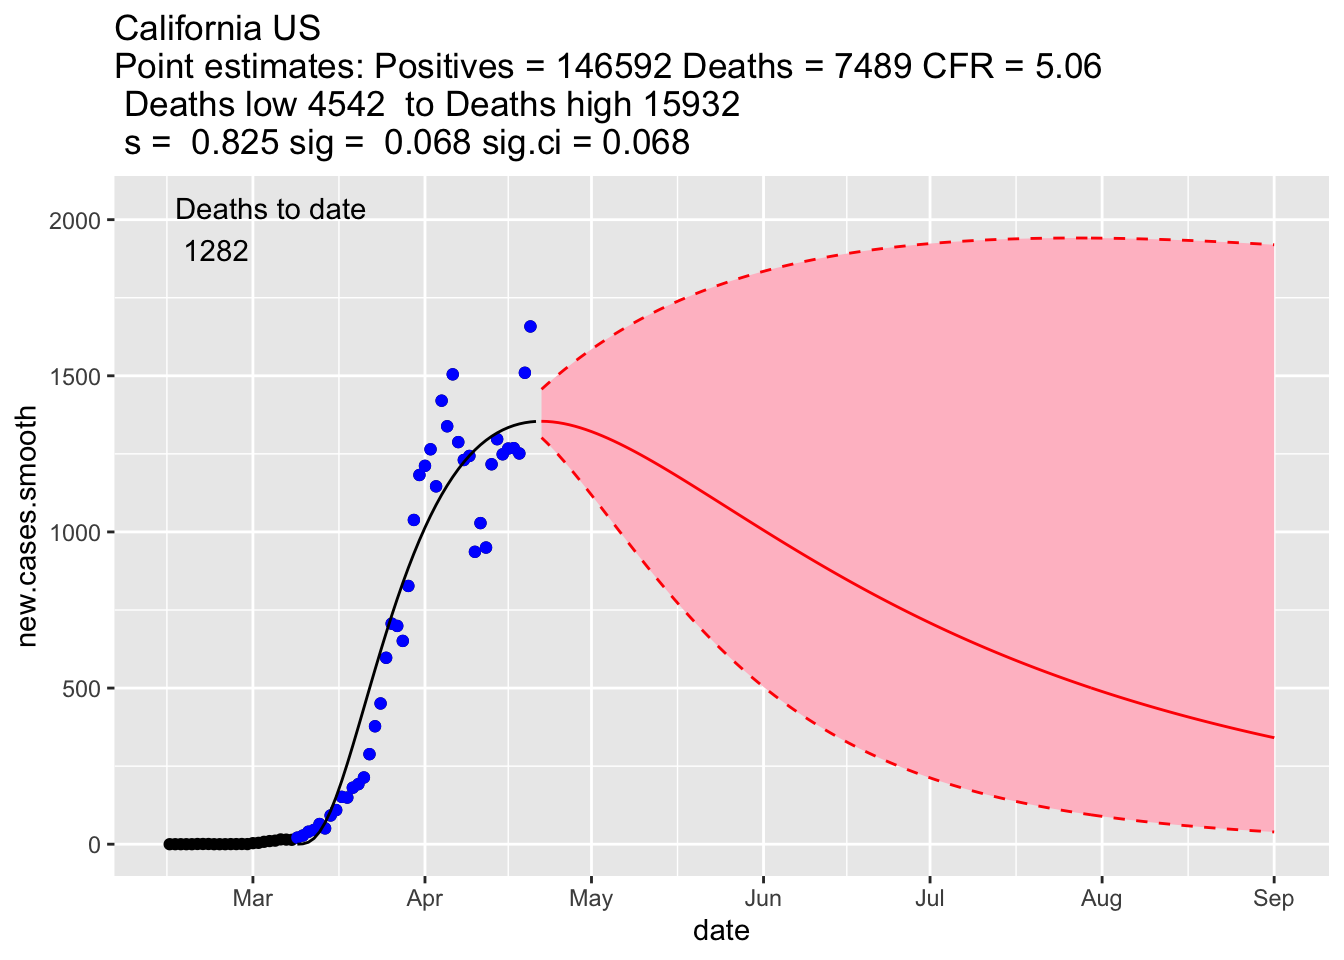 California US
Point estimates: Positives = 146592 Deaths = 7489 CFR = 5.06
Deaths low 4542  to Deaths high 15932
s =  0.825 sig =  0.068 sig.ci = 0.068
Deaths to date
1282
2000
1500
1000
500
0
new.cases.smooth
Mar Apr May Jun Jul Aug Sep
date